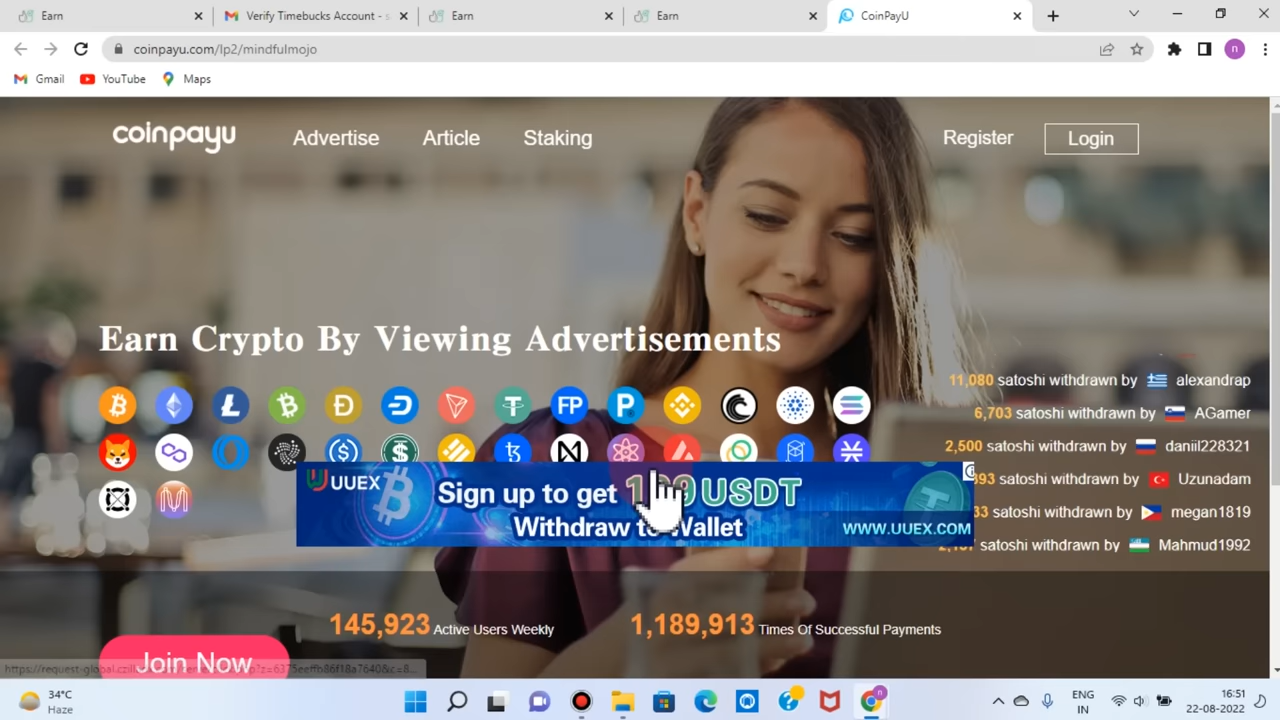 Earn
Verify Timebucks Account - s
Earn
Earn
CoinPayU
coinpayu.com/lp2/mindfulmojo
n
Gmail
YouTube
Maps
coinpayu
Advertise
Article
Staking
Register
Login
Earn Crypto By Viewing Advertisements
11,080 satoshi withdrawn by alexandrap
6,703 satoshi withdrawn by AGamer
2,500 satoshi withdrawn by daniil228321
satoshi withdrawn by Uzunadam
satoshi withdrawn by megan1819
satoshi withdrawn by Mahmud1992
FP
UUEX
Sign up to get USDT
Withdraw to Wallet
WWW.UUEX.COM
145,923 Active Users Weekly
1,189,913 Times Of Successful Payments
Join Now
34°C
Haze
ENG
IN
16:51
22-08-2022